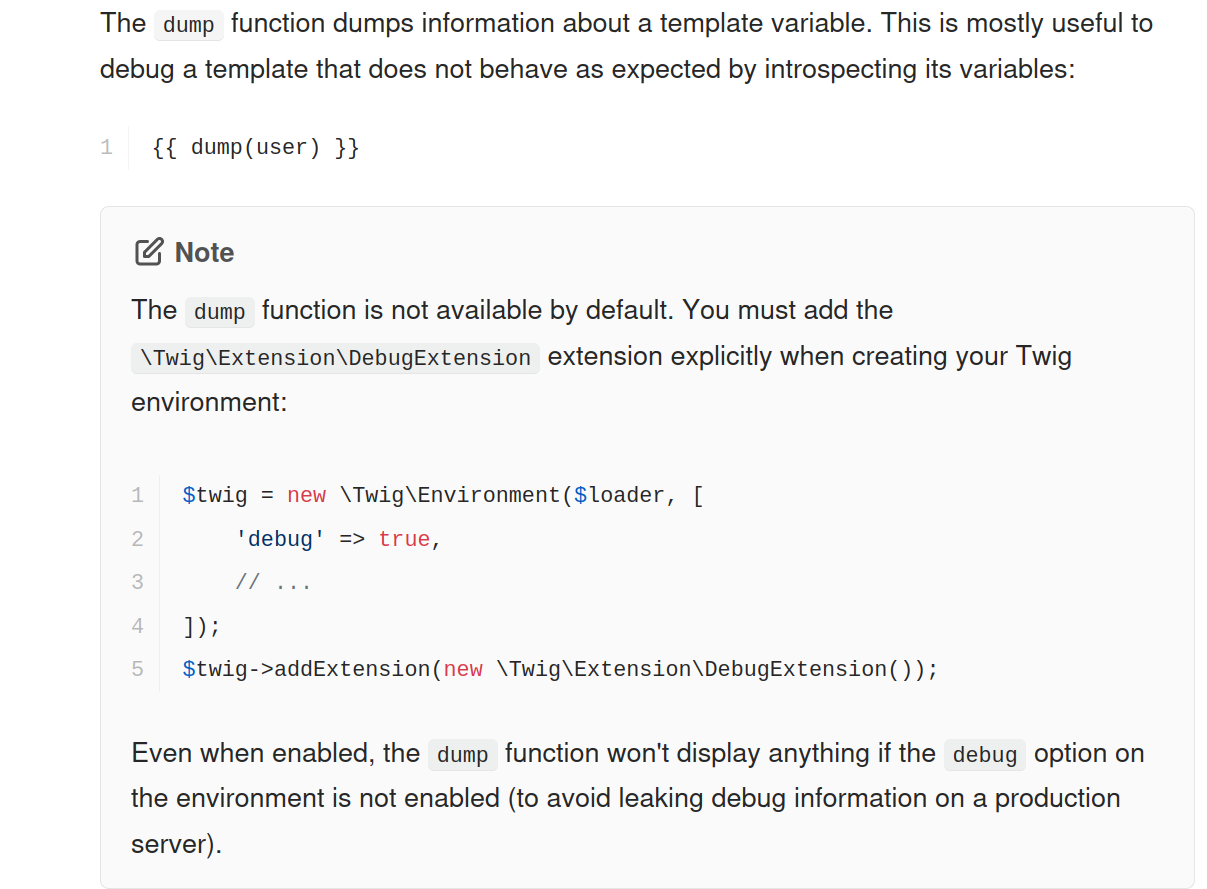 The dump function dumps information about a template variable. This is mostly useful to
debug a template that does not behave as expected by introspecting its variables:
1 {{ dump(user) }}
Note
The dump function is not available by default. You must add the
\Twig\Extension\DebugExtension extension explicitly when creating your Twig
environment:
1 $twig = new \Twig\Environment($loader, [
2     'debug' => true,
3     // ...
4 ]);
5 $twig->addExtension(new \Twig\Extension\DebugExtension());
Even when enabled, the dump function won't display anything if the debug option on
the environment is not enabled (to avoid leaking debug information on a production
server).